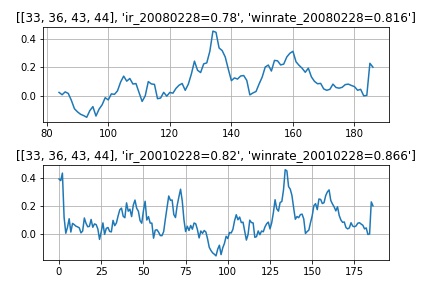 [[33, 36, 43, 44], 'ir_20080228=0.78', 'winrate_20080228=0.816']
0.4
0.2
0.0
80 100 120 140 160 180
[[33, 36, 43, 44], 'ir_20010228=0.82', 'winrate_20010228=0.866']
0.4
0.2
0.0
0 25 50 75 100 125 150 175